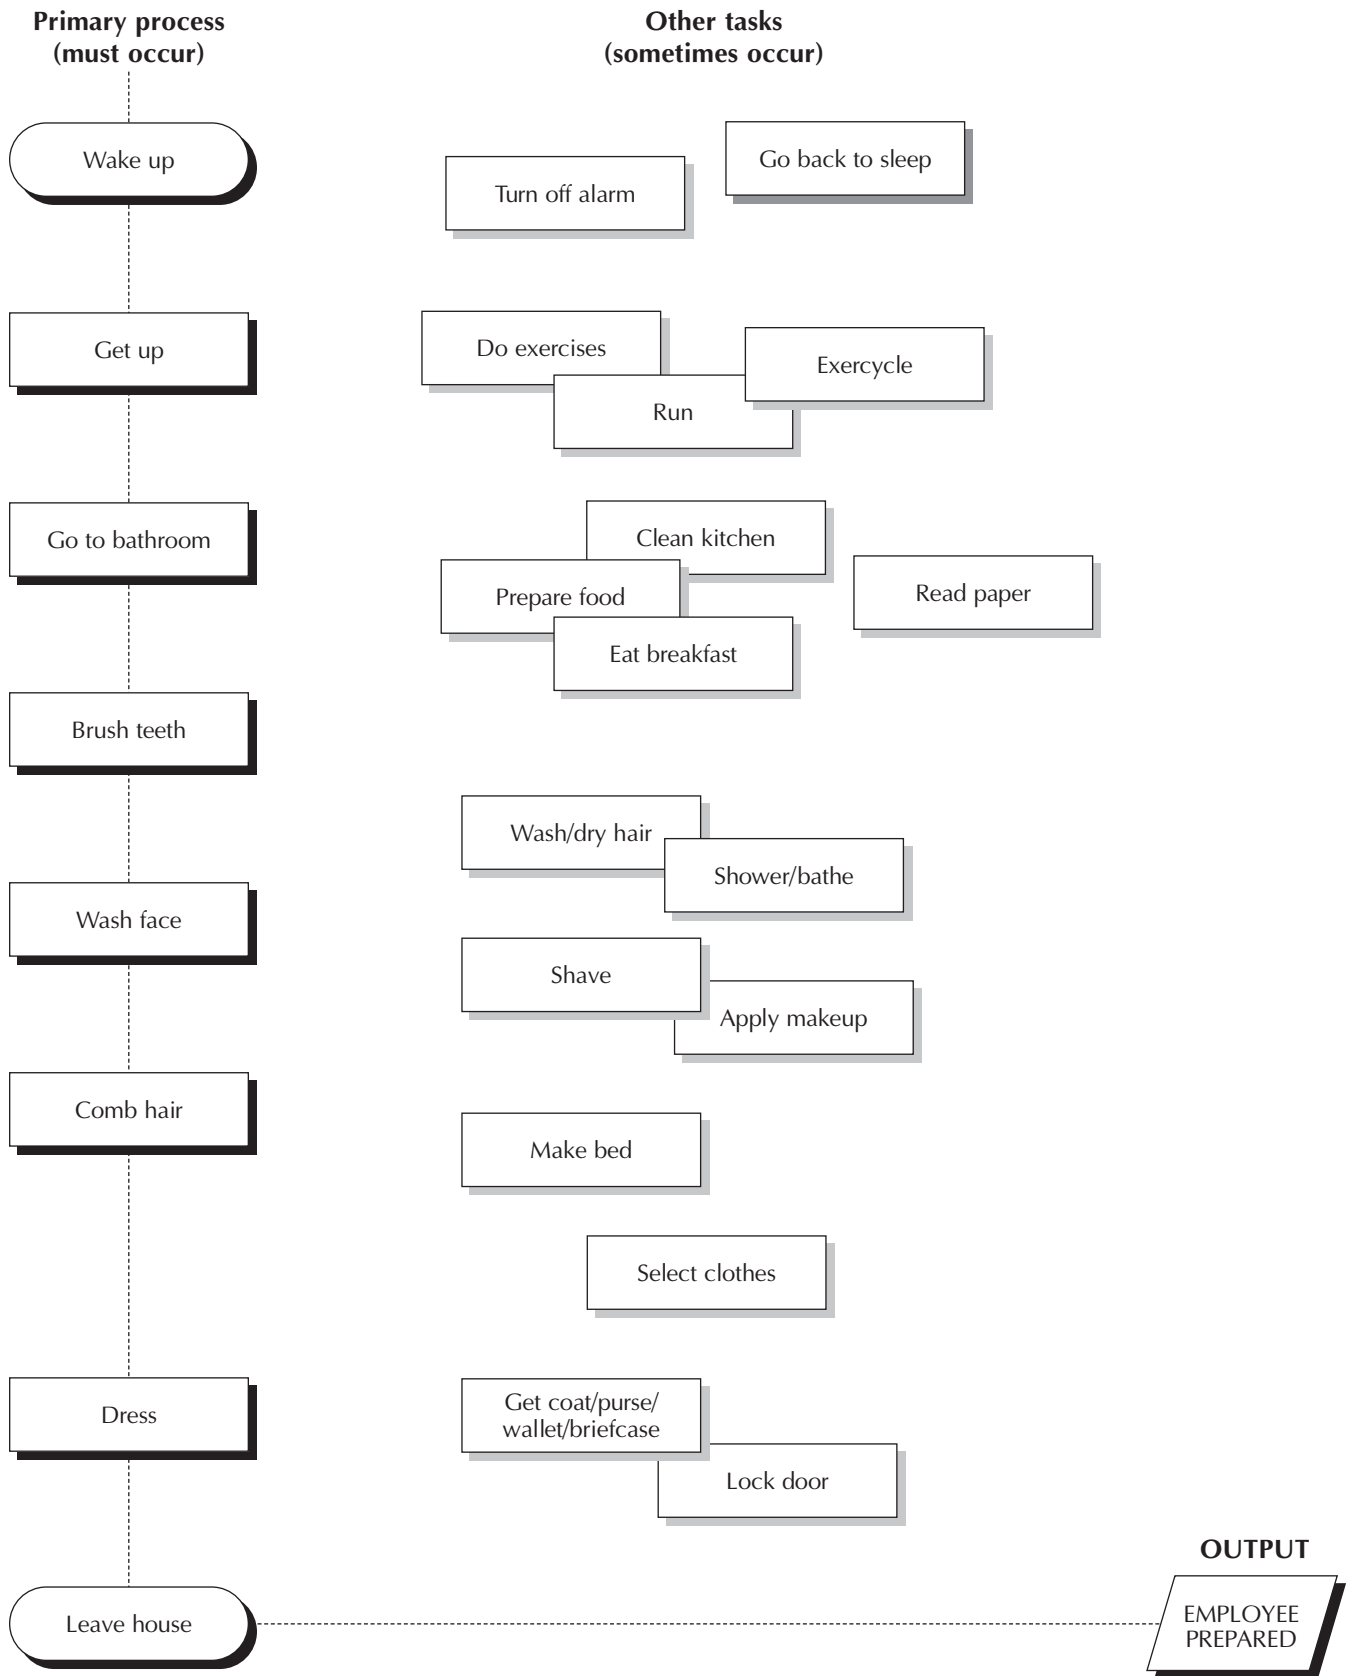 Primary process
(must occur)
Other tasks
(sometimes occur)
Wake up
Go back to sleep
Turn off alarm
Get up
Do exercises
Exercycle
Run
Go to bathroom
Clean kitchen
Prepare food
Read paper
Eat breakfast
Brush teeth
Wash/dry hair
Shower/bathe
Wash face
Shave
Apply makeup
Comb hair
Make bed
Select clothes
Dress
Get coat/purse/
wallet/briefcase
Lock door
OUTPUT
Leave house
EMPLOYEE
PREPARED